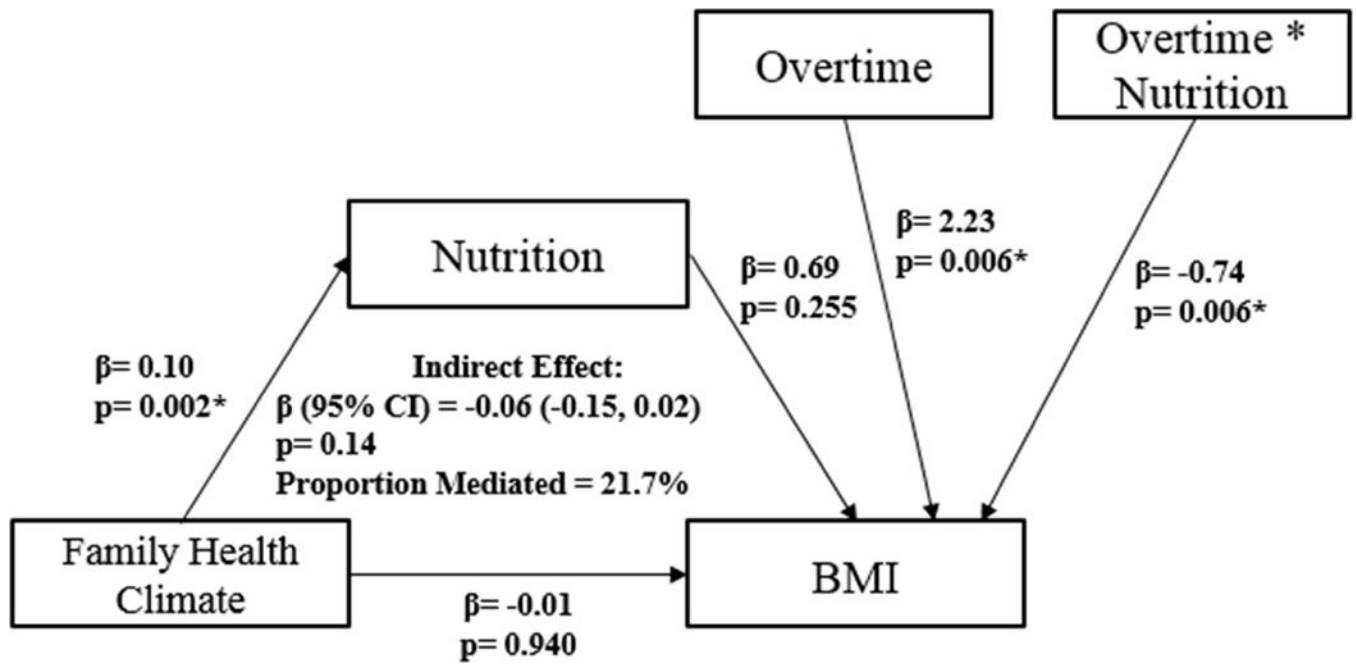 Overtime
Overtime *
Nutrition
Nutrition
β= 2.23
p= 0.006*
β= 0.69
p= 0.255
β= -0.74
p= 0.006*
β= 0.10
p= 0.002*
Indirect Effect:
β (95% CI) = -0.06 (-0.15, 0.02)
p= 0.14
Proportion Mediated = 21.7%
Family Health
Climate
BMI
β= -0.01
p= 0.940